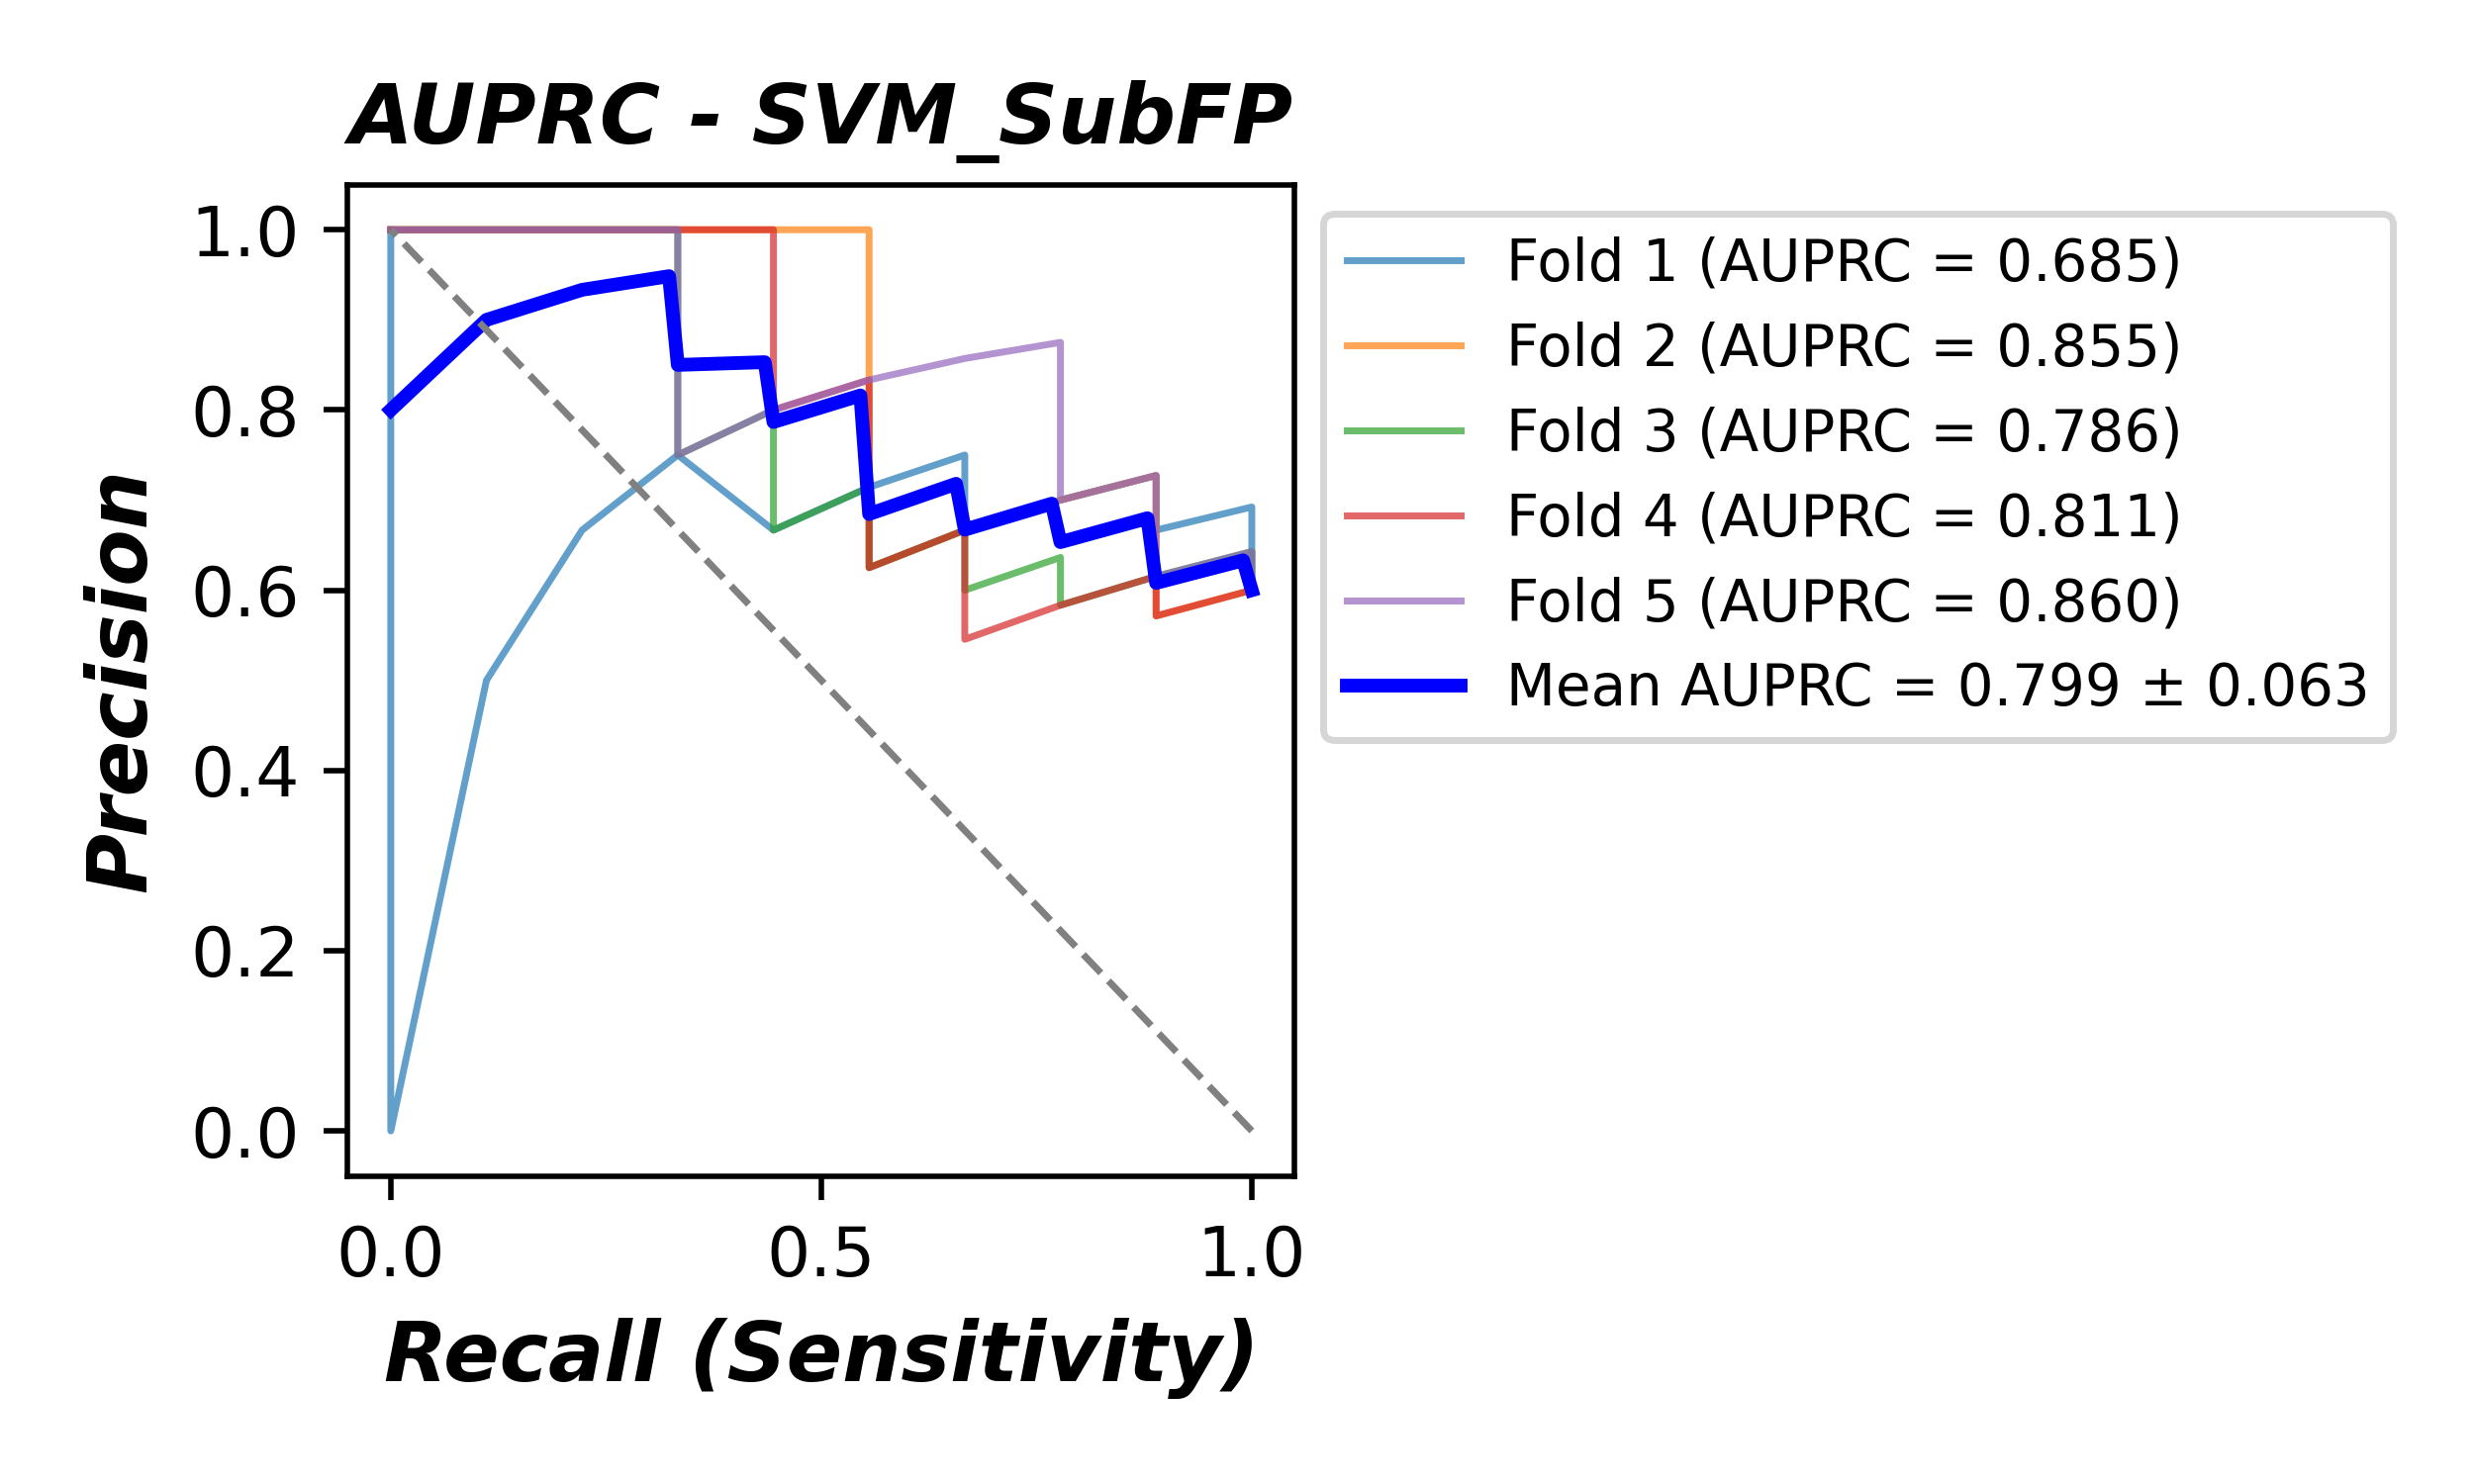 AUPRC - SVM_SubFP
Precision
1.0
0.8
0.6
0.4
0.2
0.0
0.0 0.5 1.0
Recall (Sensitivity)
Fold 1 (AUPRC = 0.685)
Fold 2 (AUPRC = 0.855)
Fold 3 (AUPRC = 0.786)
Fold 4 (AUPRC = 0.811)
Fold 5 (AUPRC = 0.860)
Mean AUPRC = 0.799 ± 0.063